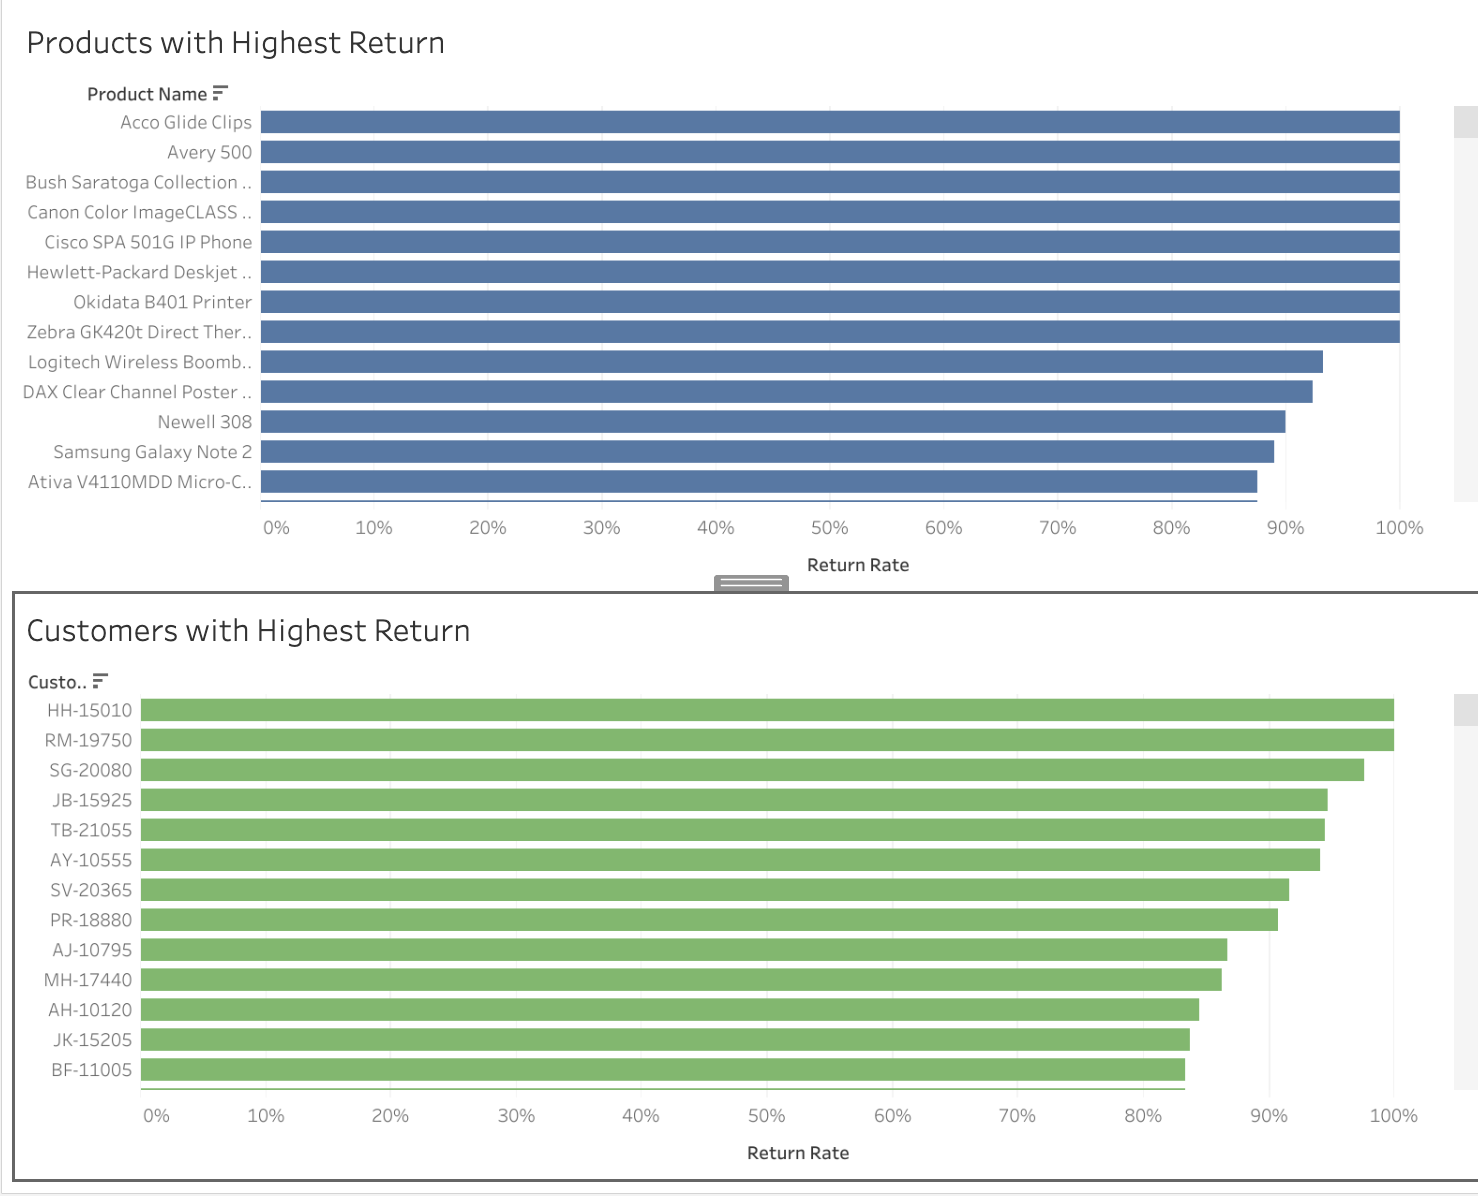 Products with Highest Return
Product Name
Acco Glide Clips
Avery 500
Bush Saratoga Collection ..
Canon Color ImageCLASS ..
Cisco SPA 501G IP Phone
Hewlett-Packard Deskjet ..
Okidata B401 Printer
Zebra GK420t Direct Ther..
Logitech Wireless Boomb..
DAX Clear Channel Poster ..
Newell 308
Samsung Galaxy Note 2
Ativa V4110MDD Micro-C..
0% 10% 20% 30% 40% 50% 60% 70% 80% 90% 100%
Return Rate
Customers with Highest Return
Custo..
HH-15010
RM-19750
SG-20080
JB-15925
TB-21055
AY-10555
SV-20365
PR-18880
AJ-10795
MH-17440
AH-10120
JK-15205
BF-11005
0% 10% 20% 30% 40% 50% 60% 70% 80% 90% 100%
Return Rate